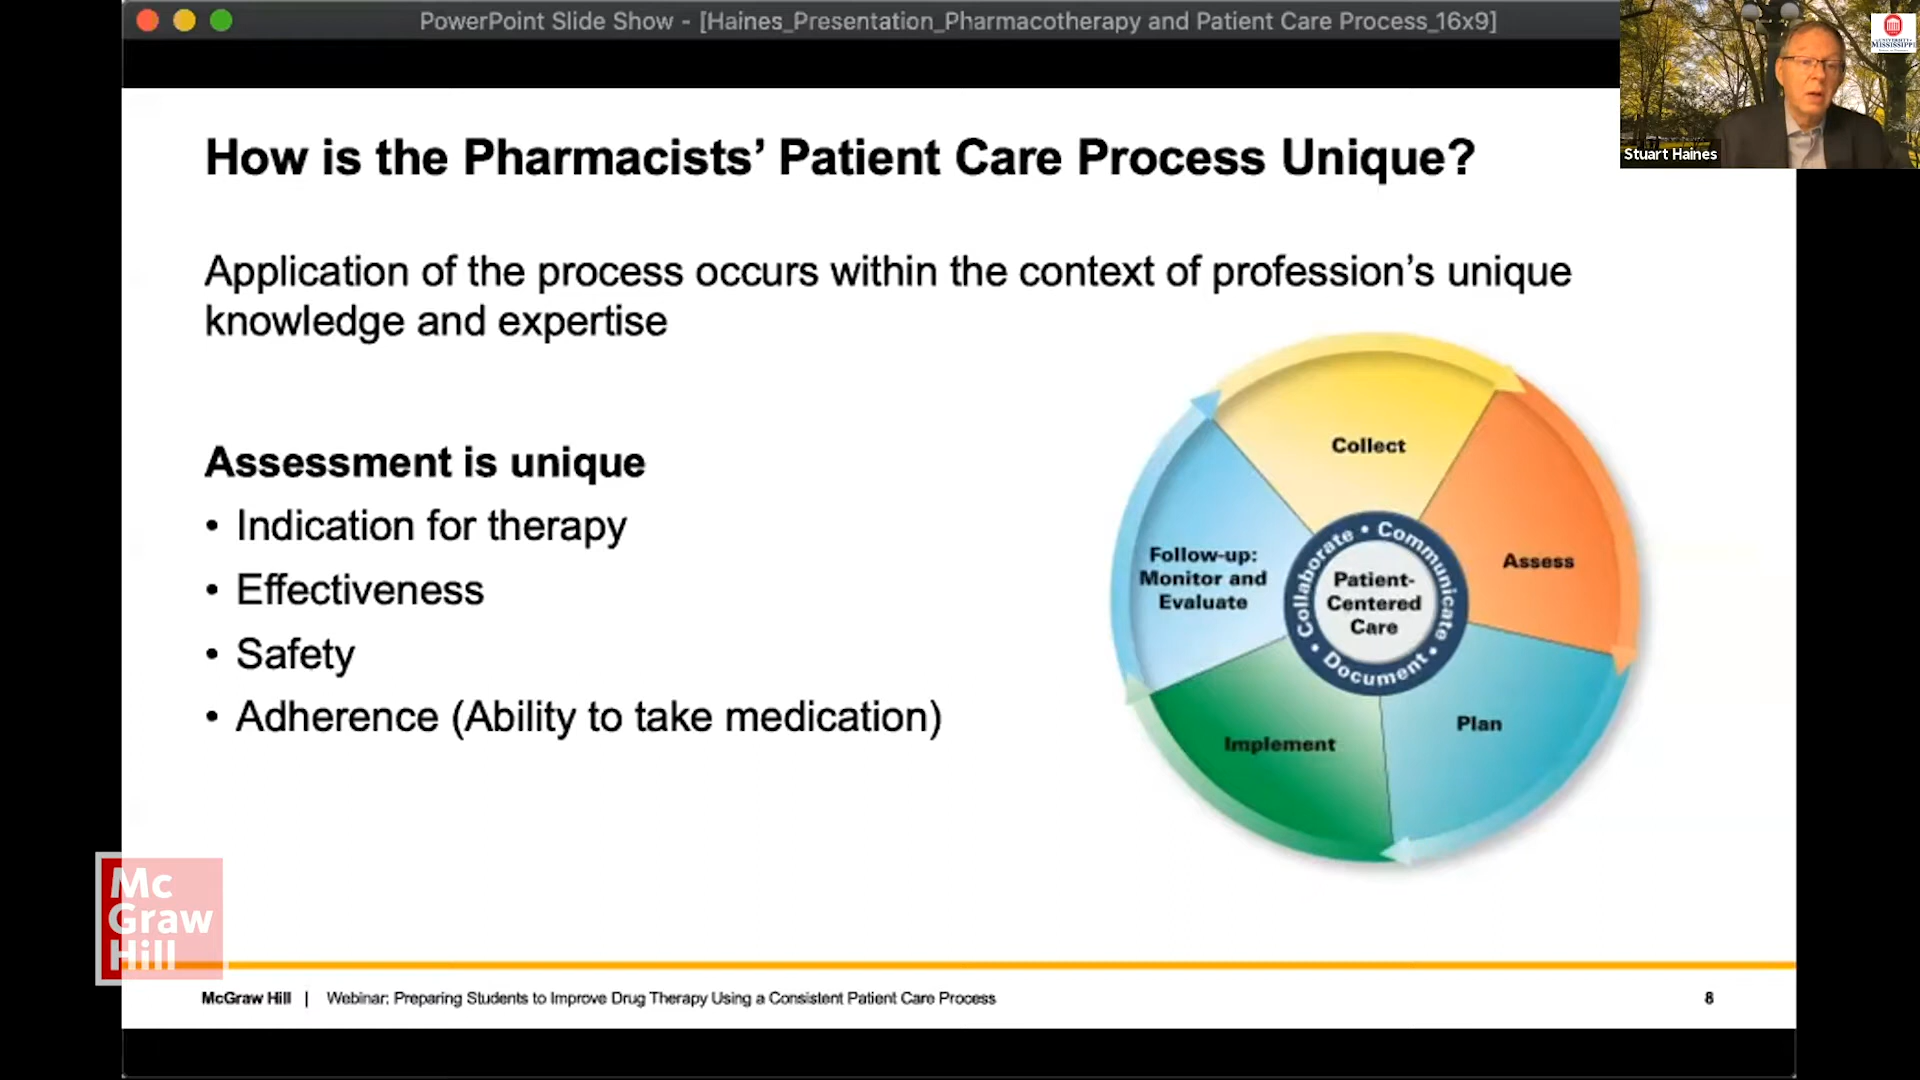 PowerPoint Slide Show - [Haines_Presentation_Pharmacotherapy and Patient Care Process_16x9]
Stuart Haines
How is the Pharmacists’ Patient Care Process Unique?
Application of the process occurs within the context of profession’s unique
knowledge and expertise
Assessment is unique
• Indication for therapy
• Effectiveness
• Safety
• Adherence (Ability to take medication)
Collect
Assess
Plan
Implement
Follow-up:
Monitor and
Evaluate
Collaborate • Communicate • Document •
Patient-
Centered
Care
Mc
Graw
Hill
McGraw Hill | Webinar: Preparing Students to Improve Drug Therapy Using a Consistent Patient Care Process
8